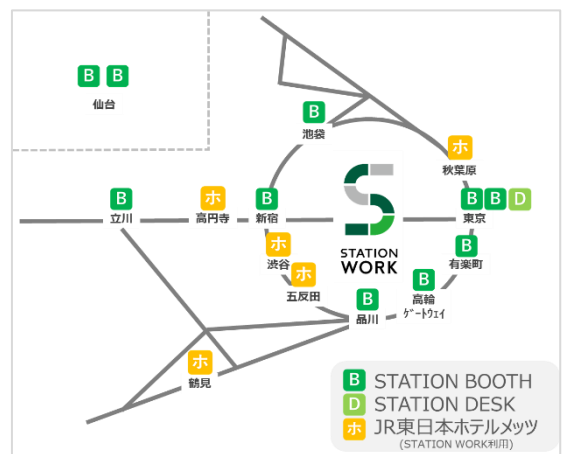 B B
仙台
B
池袋
ホ
秋葉原
B
立川
ホ
高円寺
B
新宿
B B D
東京
STATION
WORK
ホ
渋谷
ホ
五反田
B
有楽町
B
高輪
ｹﾞｰﾄｳｪｲ
B
品川
ホ
鶴見
B STATION BOOTH
D STATION DESK
ホ JR東日本ホテルメッツ
(STATION WORK利用)